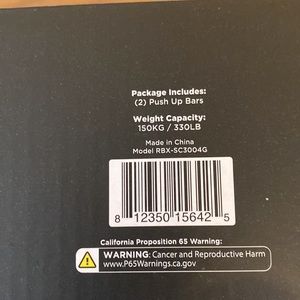 Package Includes:
(2) Push Up Bars
Weight Capacity:
150KG / 330LB
Made in China
Model RBX-SC3004G
8 12350 15642 5
California Proposition 65 Warning:
WARNING: Cancer and Reproductive Harm
www.P65Warnings.ca.gov